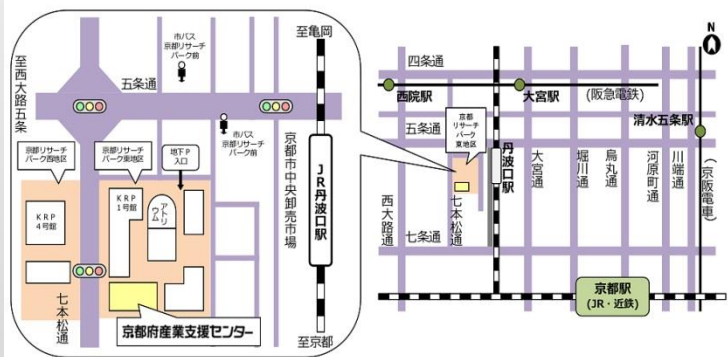 至亀岡
市バス
京都リサーチ
パーク前
至西大路五条
五条通
市バス
京都リサーチ
パーク前
京都リサーチ
パーク西地区
京都リサーチ
パーク東地区
地下P
入口
KRP
4号館
KRP
1号館
アトリ
ウム
京都市中央卸売市場
JR丹波口駅
七本松通
京都府産業支援センター
至京都
N
四条通
西院駅
大宮駅
(阪急電鉄)
清水五条駅
京都
リサーチ
パーク
東地区
五条通
丹波口駅
大宮通
堀川通
烏丸通
河原町通
川端通
(京阪電車)
西大路通
七本松通
七条通
京都駅
(JR・近鉄)